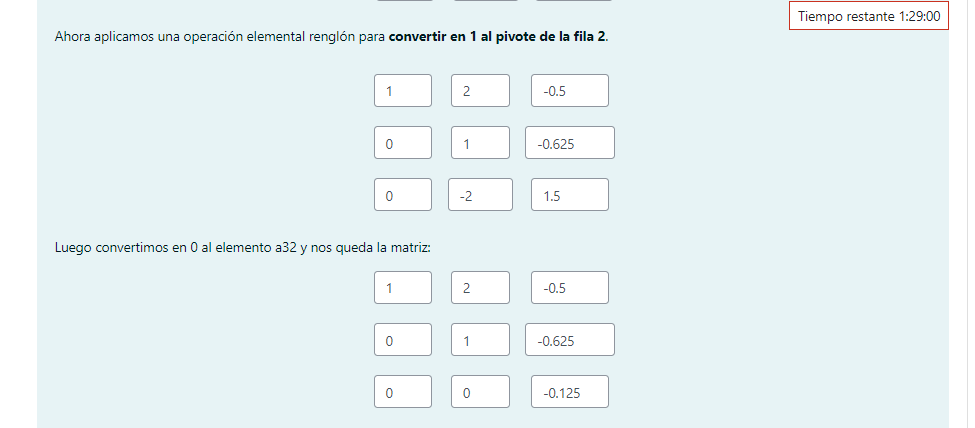 Tiempo restante 1:29:00
Ahora aplicamos una operación elemental renglón para convertir en 1 al pivote de la fila 2.
1 2 -0.5
0 1 -0.625
0 -2 1.5
Luego convertimos en 0 al elemento a32 y nos queda la matriz:
1 2 -0.5
0 1 -0.625
0 0 -0.125